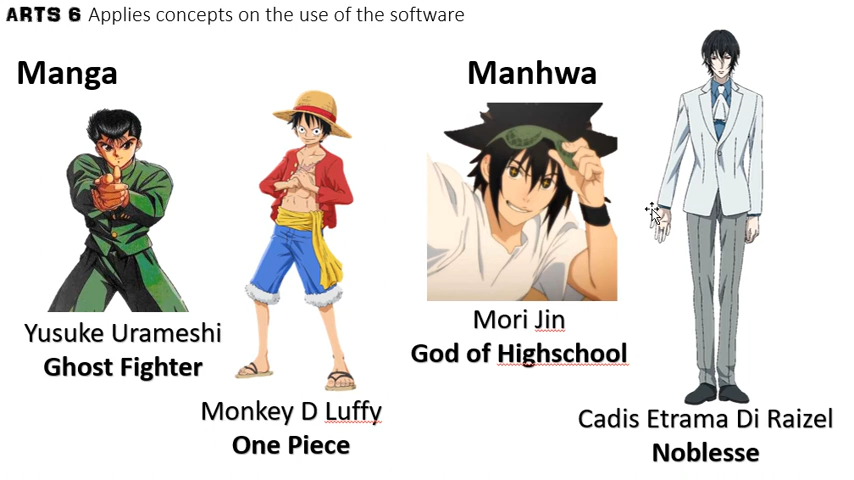 ARTS 6 Applies concepts on the use of the software
Manga
Manhwa
Yusuke Urameshi
Ghost Fighter
Monkey D Luffy
One Piece
Mori Jin
God of Highschool
Cadis Etrama Di Raizel
Noblesse